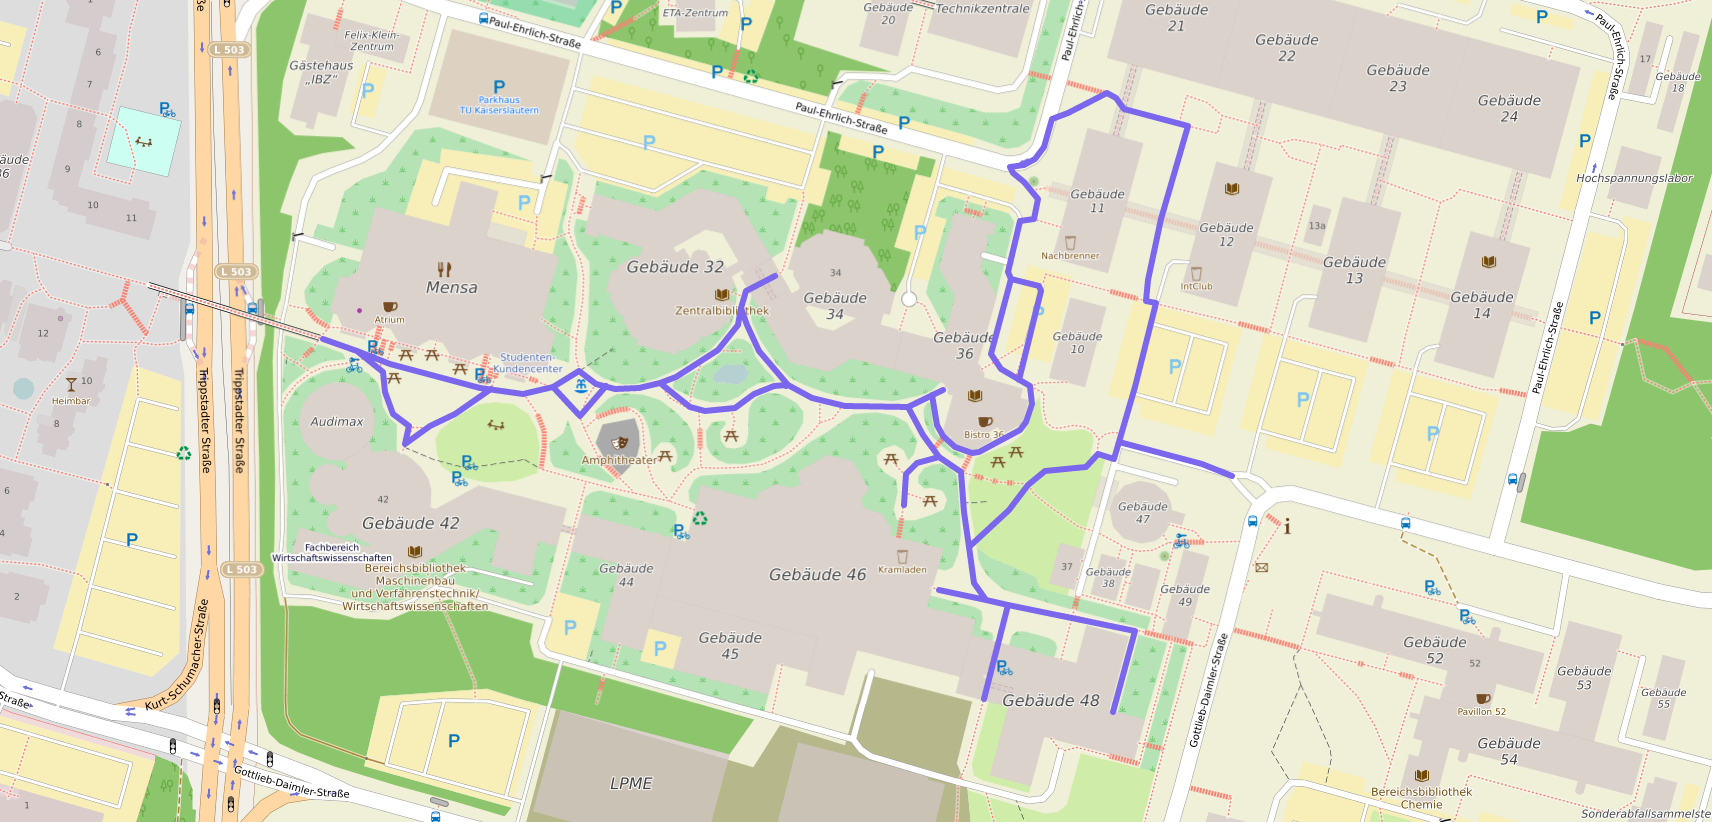 Paul-Ehrlich-Straße
ETA-Zentrum
Gebäude
20
Technikzentrale
Gebäude
21
Gebäude
22
Gebäude
23
Gebäude
24
Paul-Ehrlich-Straße
17
Gebäude
18
Felix-Klein-
Zentrum
Gästehaus
„IBZ“
L 503
Parkhaus
TU Kaiserslautern
Paul-Ehrlich-Straße
Paul-Ehrlich-
6
7
8
9
10
11
Hochspannungslabor
Gebäude
11
Nachbrenner
Gebäude
12
IntClub
13a
Gebäude
13
Gebäude
14
L 503
Mensa
Atrium
Gebäude 32
Zentralbibliothek
34
Gebäude
34
Gebäude
36
Gebäude
10
Paul-Ehrlich-Straße
12
10
Heimbar
8
Studenten-
Kundencenter
Trippstadter Straße
Trippstadter Straße
Audimax
Amphitheater
Bistro 36
6
4
2
42
Gebäude 42
Fachbereich
Wirtschaftswissenschaften
Bereichsbibliothek
Maschinenbau
und Verfahrenstechnik/
Wirtschaftswissenschaften
L 503
Gebäude
44
Gebäude 46
Kramladen
Gebäude
45
Gebäude
47
37
Gebäude
38
Gebäude
49
Gebäude 48
Gottlieb-Daimler-Straße
Gebäude
52
52
Gebäude
53
Gebäude
55
Pavillon 52
Gebäude
54
Bereichsbibliothek
Chemie
Sonderabfallsammelste
Kurt-Schumacher-Straße
Straße
Gottlieb-Daimler-Straße
LPME
1